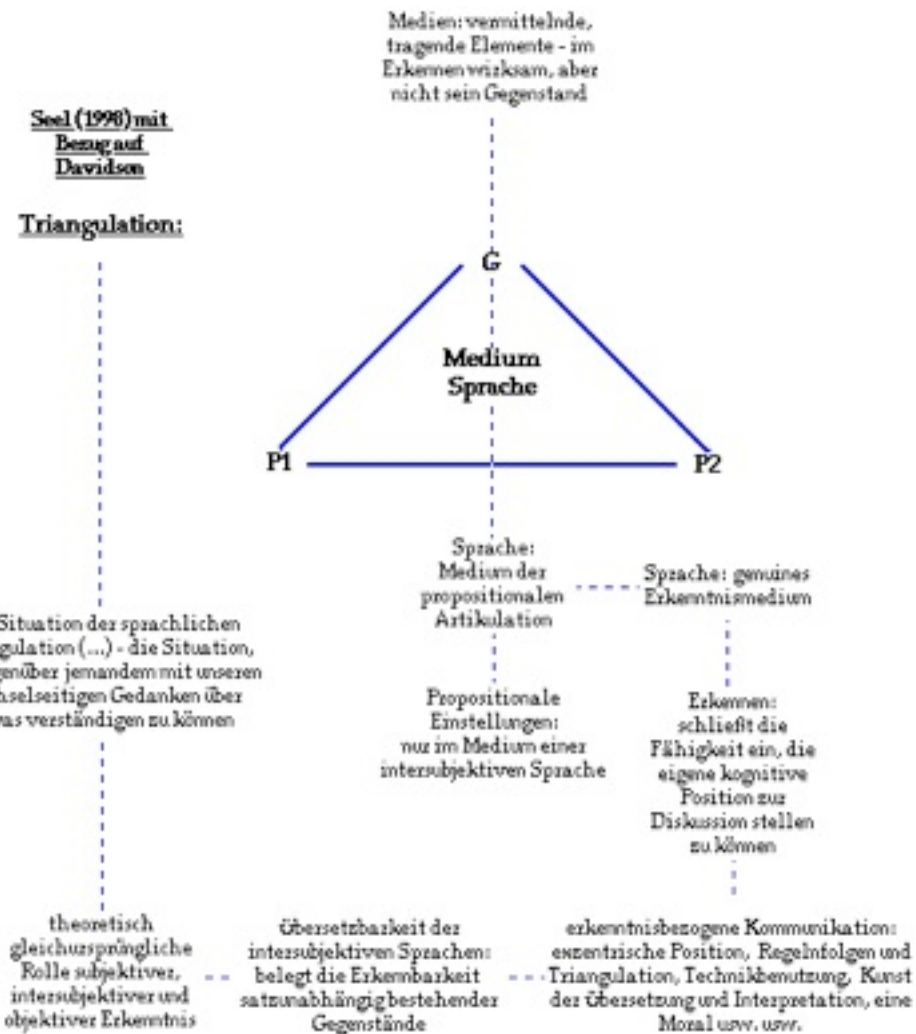 Medien: vermittelnde,
tragende Elemente - im
Erkennen wirksam, aber
nicht sein Gegenstand
Seel (1998) mit
Bezug auf
Davidson
Triangulation:
G
Medium
Sprache
P1
P2
Sprache:
Medium der
propositionalen
Artikulation
Sprache: genuines
Erkenntnismedium
Situation der sprachlichen
gulation (...) - die Situation,
genüber jemandem mit unseren
hselseitigen Gedanken über
as verständigen zu können
Propositionale
Einstellungen:
nur im Medium einer
intersubjektiven Sprache
Erkennen:
schließt die
Fähigkeit ein, die
eigene kognitive
Position zur
Diskussion stellen
zu können
theoretisch
gleichursprüngliche
Rolle subjektiver,
intersubjektiver und
objektiver Erkenntnis
Übersetzbarkeit der
intersubjektiven Sprachen:
belegt die Erkennbarkeit
satzunabhängig bestehender
Gegenstände
erkenntnisbezogene Kommunikation:
exzentrische Position, Regelnfolgen und
Triangulation, Technikbenutzung, Kunst
der Übersetzung und Interpretation, eine
Moral usw. usw.